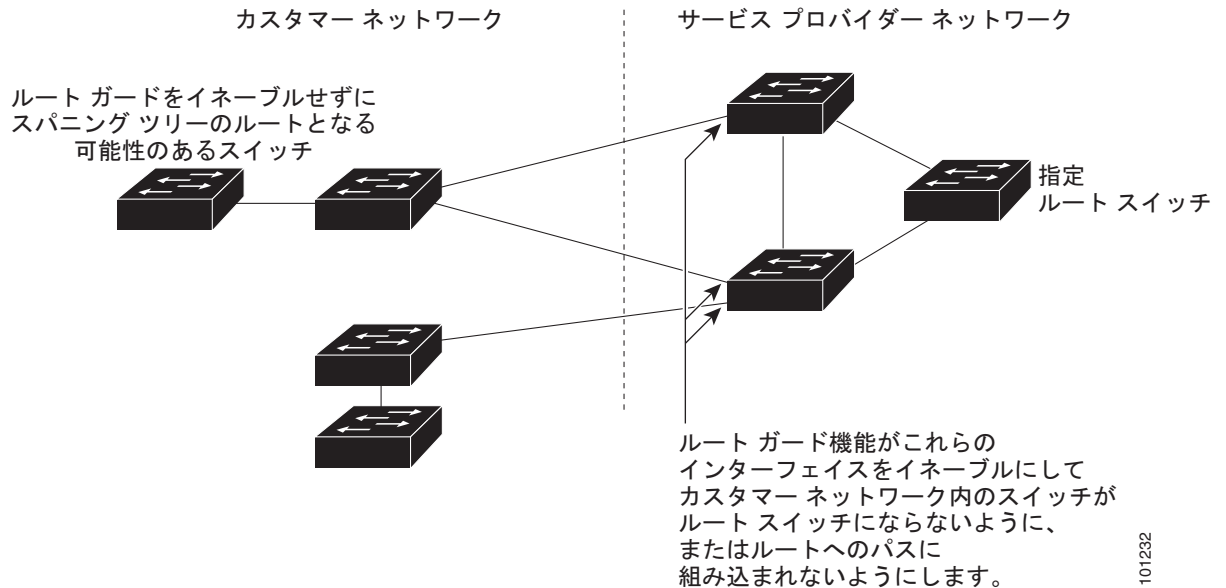 カスタマー ネットワーク
サービス プロバイダー ネットワーク
ルート ガードをイネーブルせずに
スパニング ツリーのルートとなる
可能性のあるスイッチ
指定
ルート スイッチ
ルート ガード機能がこれらの
インターフェイスをイネーブルにして
カスタマー ネットワーク内のスイッチが
ルート スイッチにならないように、
またはルートへのパスに
組み込まれないようにします。
101232